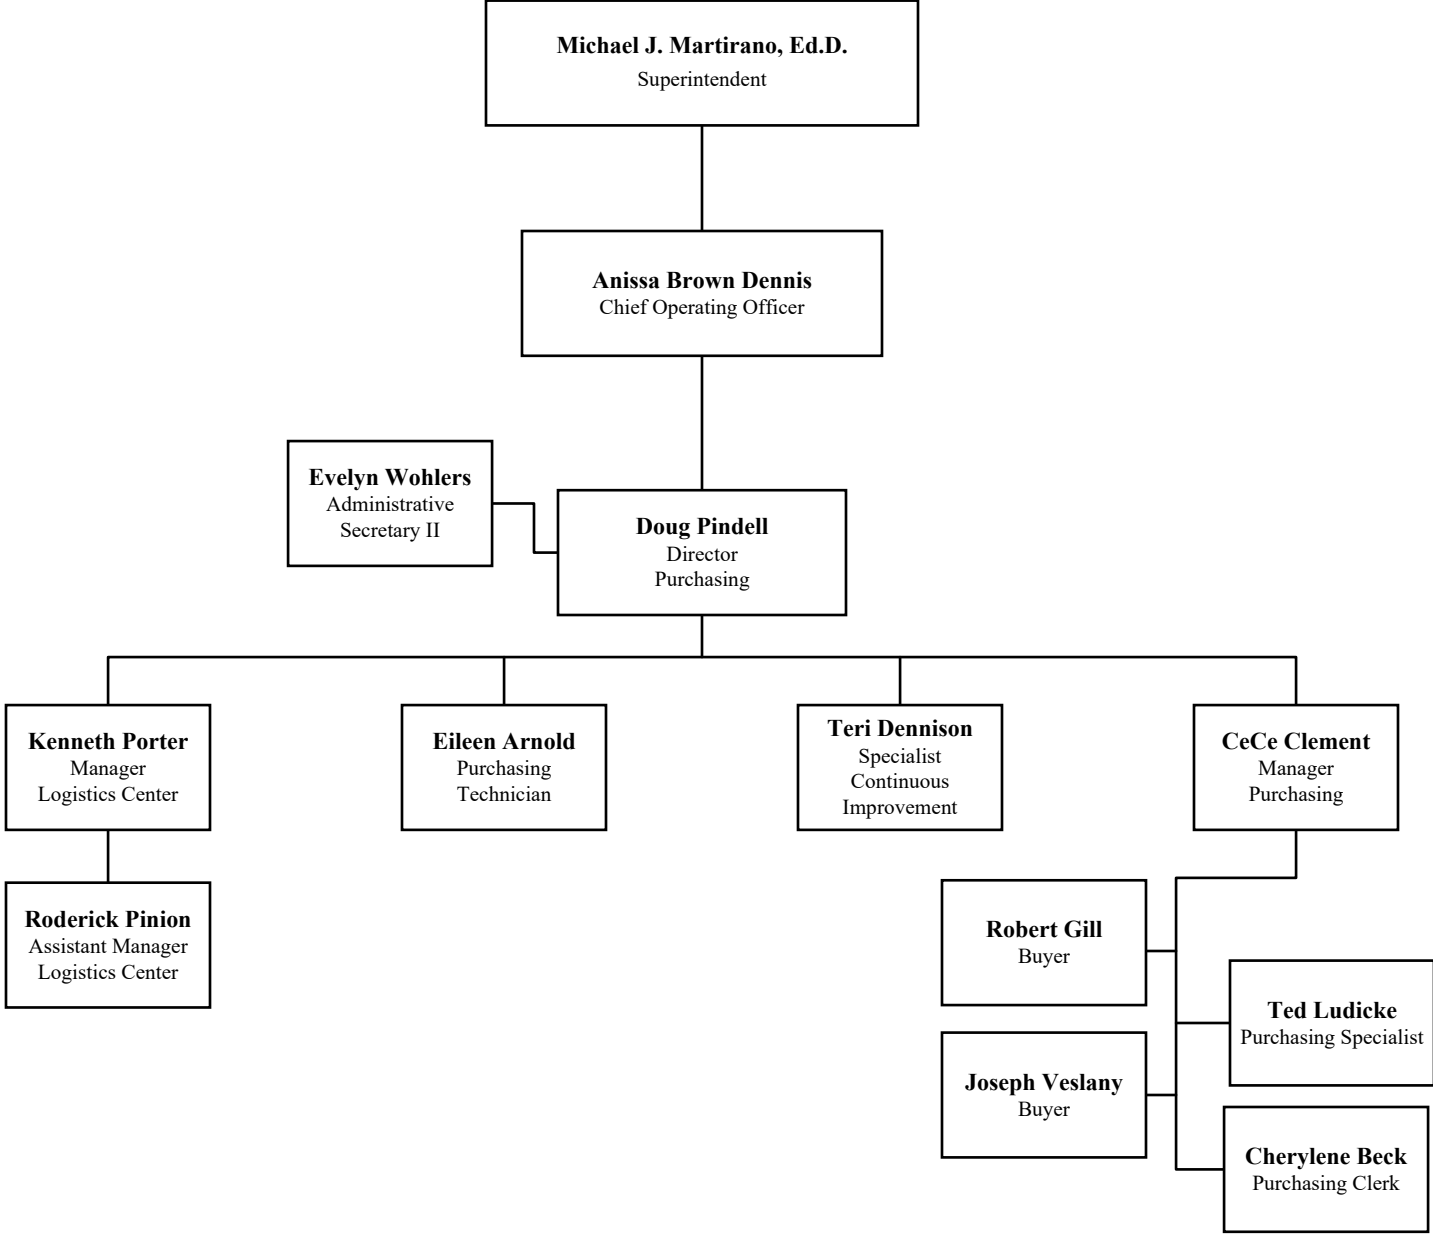 Michael J. Martirano, Ed.D.
Superintendent
Anissa Brown Dennis
Chief Operating Officer
Evelyn Wohlers
Administrative
Secretary II
Doug Pindell
Director
Purchasing
Kenneth Porter
Manager
Logistics Center
Eileen Arnold
Purchasing
Technician
Teri Dennison
Specialist
Continuous
Improvement
CeCe Clement
Manager
Purchasing
Roderick Pinion
Assistant Manager
Logistics Center
Robert Gill
Buyer
Ted Ludicke
Purchasing Specialist
Joseph Veslany
Buyer
Cherylene Beck
Purchasing Clerk